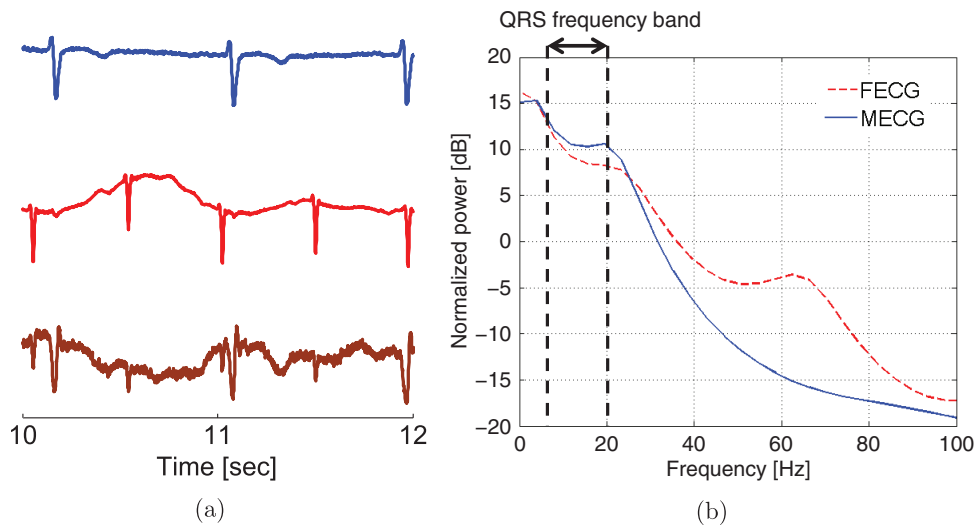 10
11
12
Time [sec]
(a)
QRS frequency band
20
15
10
5
0
−5
−10
−15
−20
Normalized power [dB]
FECG
MECG
0
20
40
60
80
100
Frequency [Hz]
(b)